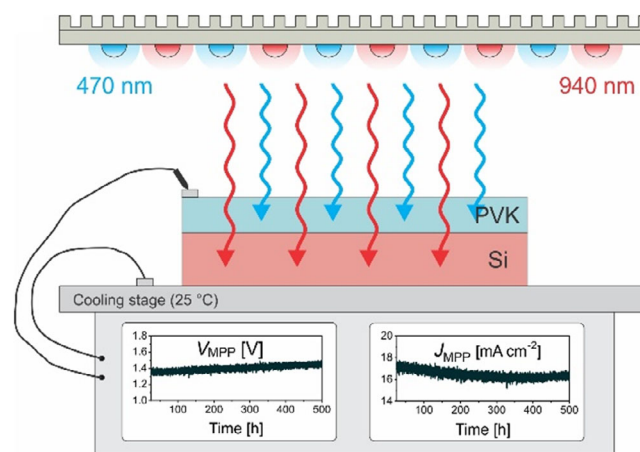 470 nm
940 nm
PVK
Si
Cooling stage (25 °C)
VMPP [V]
1.8
1.6
1.4
1.2
1.0
100 200 300 400 500
Time [h]
JMPP [mA cm-2]
20
18
16
14
100 200 300 400 500
Time [h]